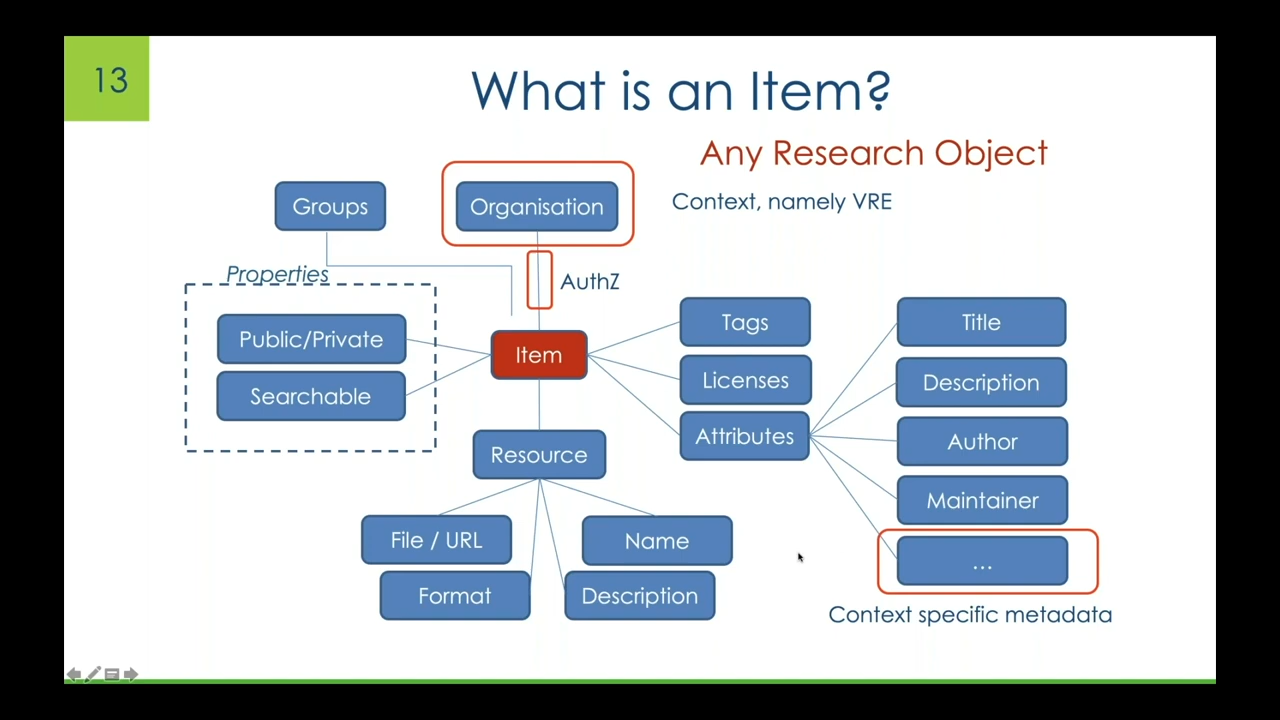 13
What is an Item?
Any Research Object
Groups
Organisation
Context, namely VRE
Properties
AuthZ
Public/Private
Searchable
Item
Tags
Licenses
Attributes
Title
Description
Author
Maintainer
...
Context specific metadata
Resource
File / URL
Name
Format
Description